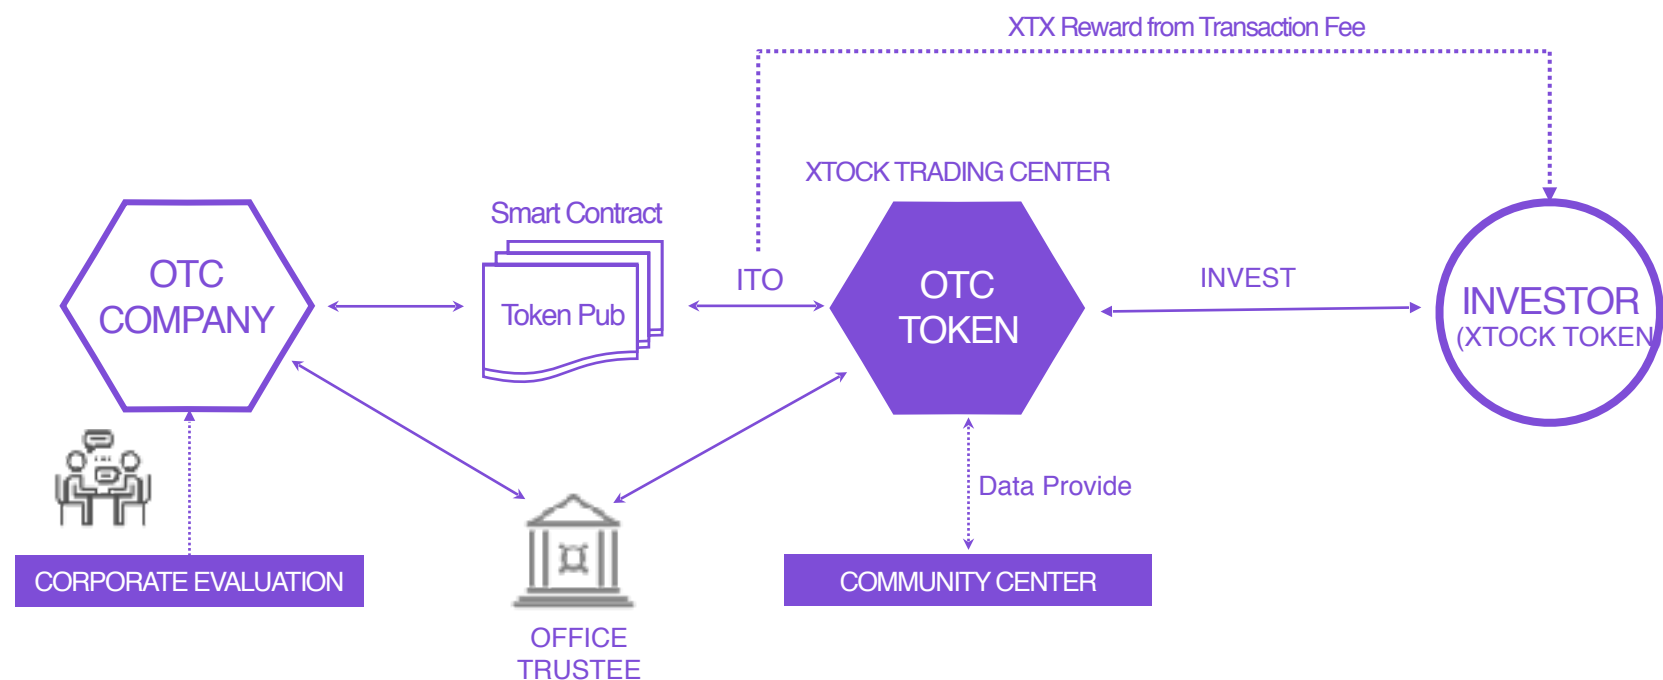 XTX Reward from Transaction Fee
XTOCK TRADING CENTER
Smart Contract
OTC
COMPANY
Token Pub
ITO
OTC
TOKEN
INVEST
INVESTOR
(XTOCK TOKEN)
Data Provide
CORPORATE EVALUATION
COMMUNITY CENTER
OFFICE
TRUSTEE